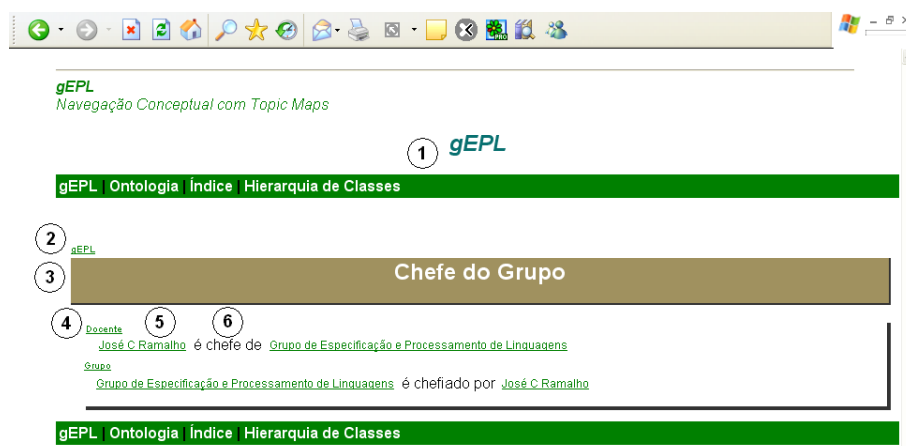 gEPL
Navegação Conceptual com Topic Maps
1 gEPL
gEPL | Ontologia | Índice | Hierarquia de Classes
2 gEPL
3 Chefe do Grupo
4 5 6
Docente
José C Ramalho é chefe de Grupo de Especificação e Processamento de Linguagens
Grupo
Grupo de Especificação e Processamento de Linguagens é chefiado por José C Ramalho
gEPL | Ontologia | Índice | Hierarquia de Classes